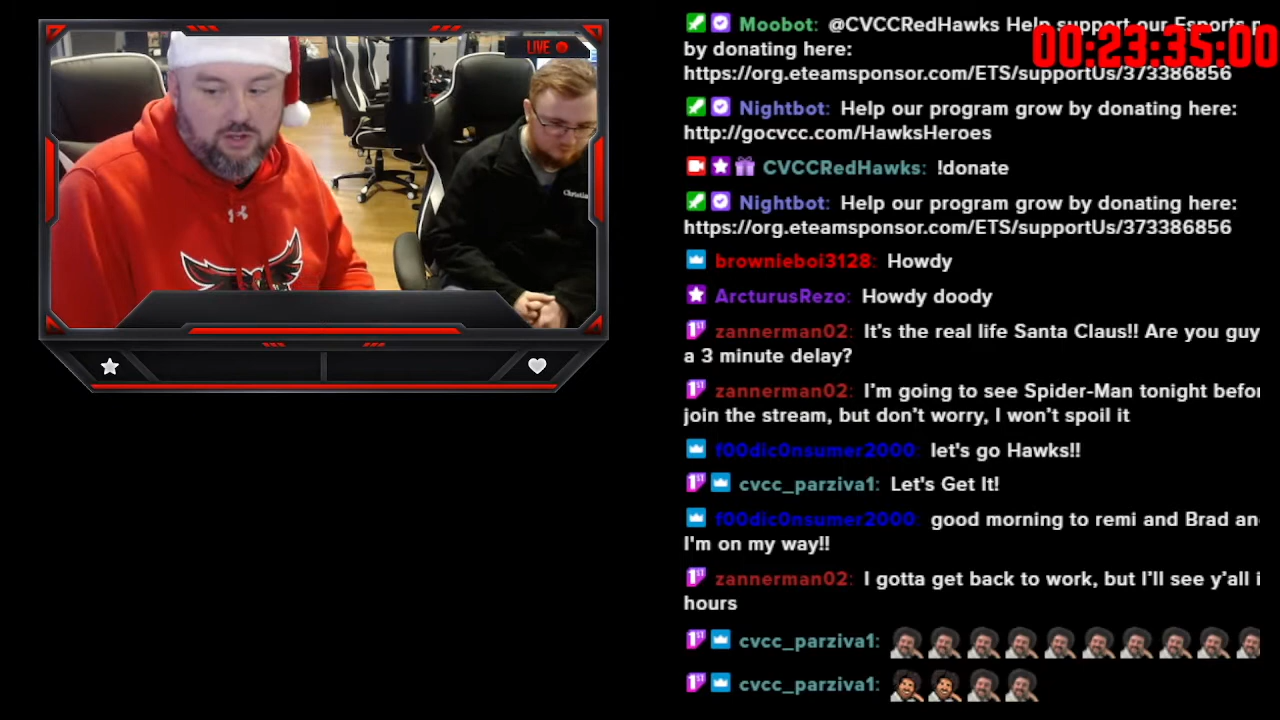 LIVE
Christia
00:23:35:00
Moobot: @CVCCRedHawks Help support our Esports
by donating here:
https://org.eteamsponsor.com/ETS/supportUs/373386856
Nightbot: Help our program grow by donating here:
http://gocvcc.com/HawksHeroes
CVCCRedHawks: !donate
Nightbot: Help our program grow by donating here:
https://org.eteamsponsor.com/ETS/supportUs/373386856
brownieboi3128: Howdy
ArcturusRezo: Howdy doody
zannerman02: It's the real life Santa Claus!! Are you guy
a 3 minute delay?
zannerman02: I'm going to see Spider-Man tonight befor
join the stream, but don't worry, I won't spoil it
f00dic0nsumer2000: let's go Hawks!!
cvcc_parziva1: Let's Get It!
f00dic0nsumer2000: good morning to remi and Brad an
I'm on my way!!
zannerman02: I gotta get back to work, but I'll see y'all i
hours
cvcc_parziva1:
cvcc_parziva1: